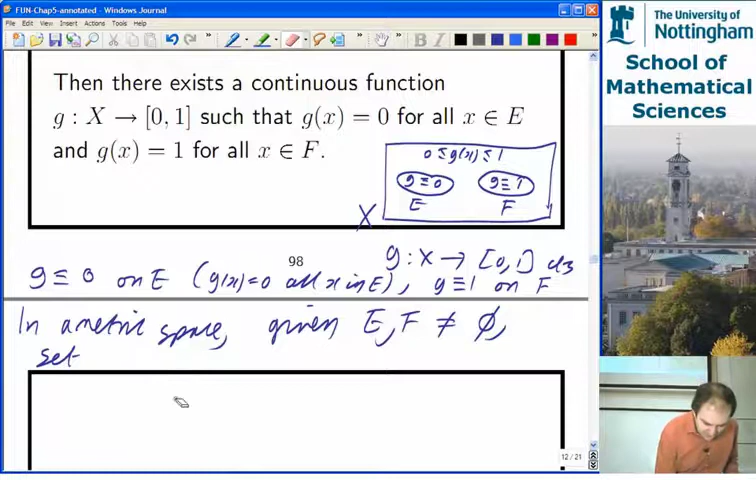 FUN-Chap5-annotated - Windows Journal
File Edit View Insert Actions Tools Help
B I
Then there exists a continuous function
g : X → [0, 1] such that g(x) = 0 for all x ∈ E
and g(x) = 1 for all x ∈ F.
0 ≤ g(x) ≤ 1
g ≡ 0 g ≡ 1
E F
X
98
g : X → [0, 1] cts
g ≡ 0 on E (g(x)=0 all x in E), g ≡ 1 on F
In a metric space, given E, F ≠ ∅,
set
12 / 21
The University of
Nottingham
School of
Mathematical
Sciences